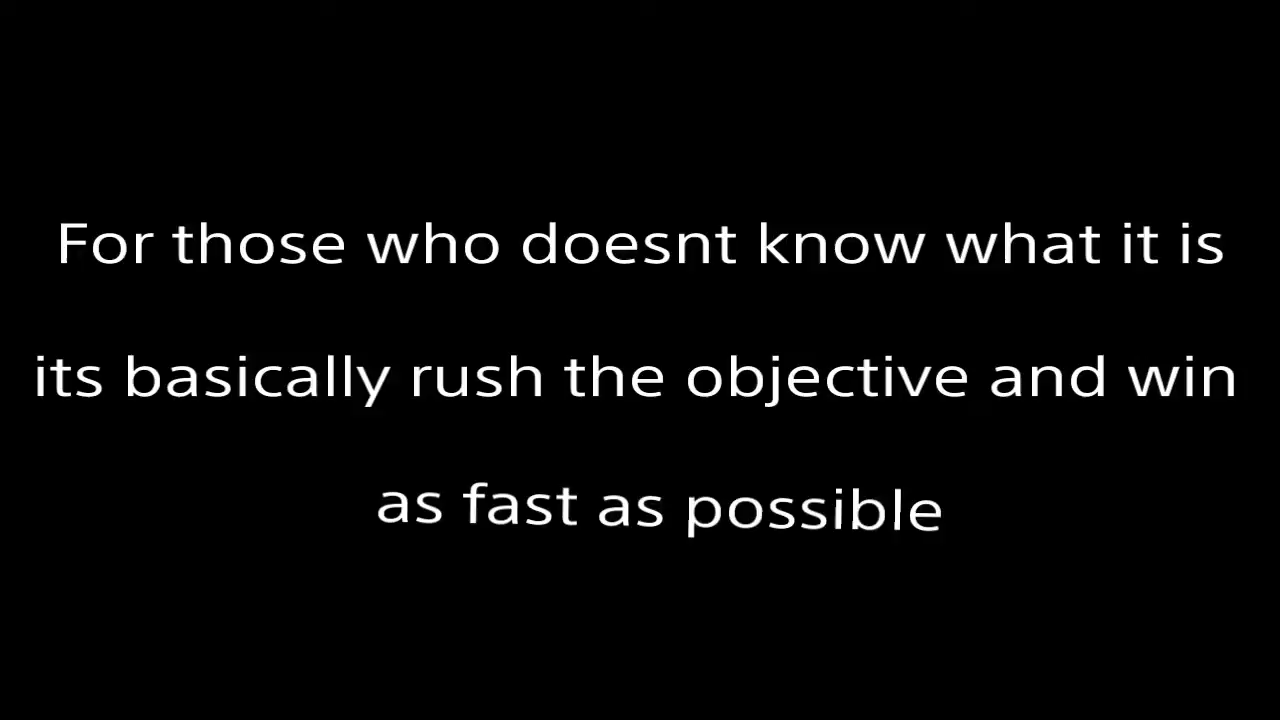 For those who doesnt know what it is
its basically rush the objective and win
as fast as possible